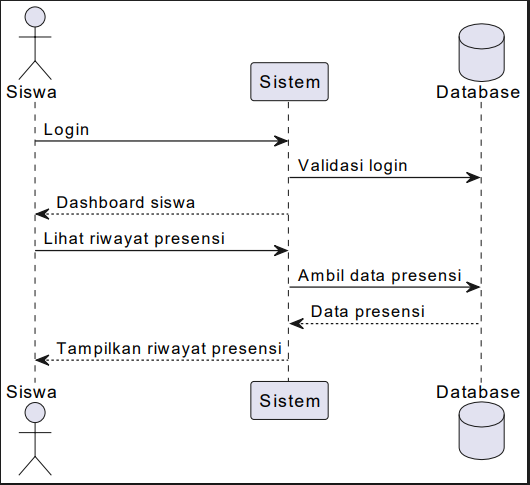 Siswa
Sistem
Database
Login
Validasi login
Dashboard siswa
Lihat riwayat presensi
Ambil data presensi
Data presensi
Tampilkan riwayat presensi
Siswa
Sistem
Database